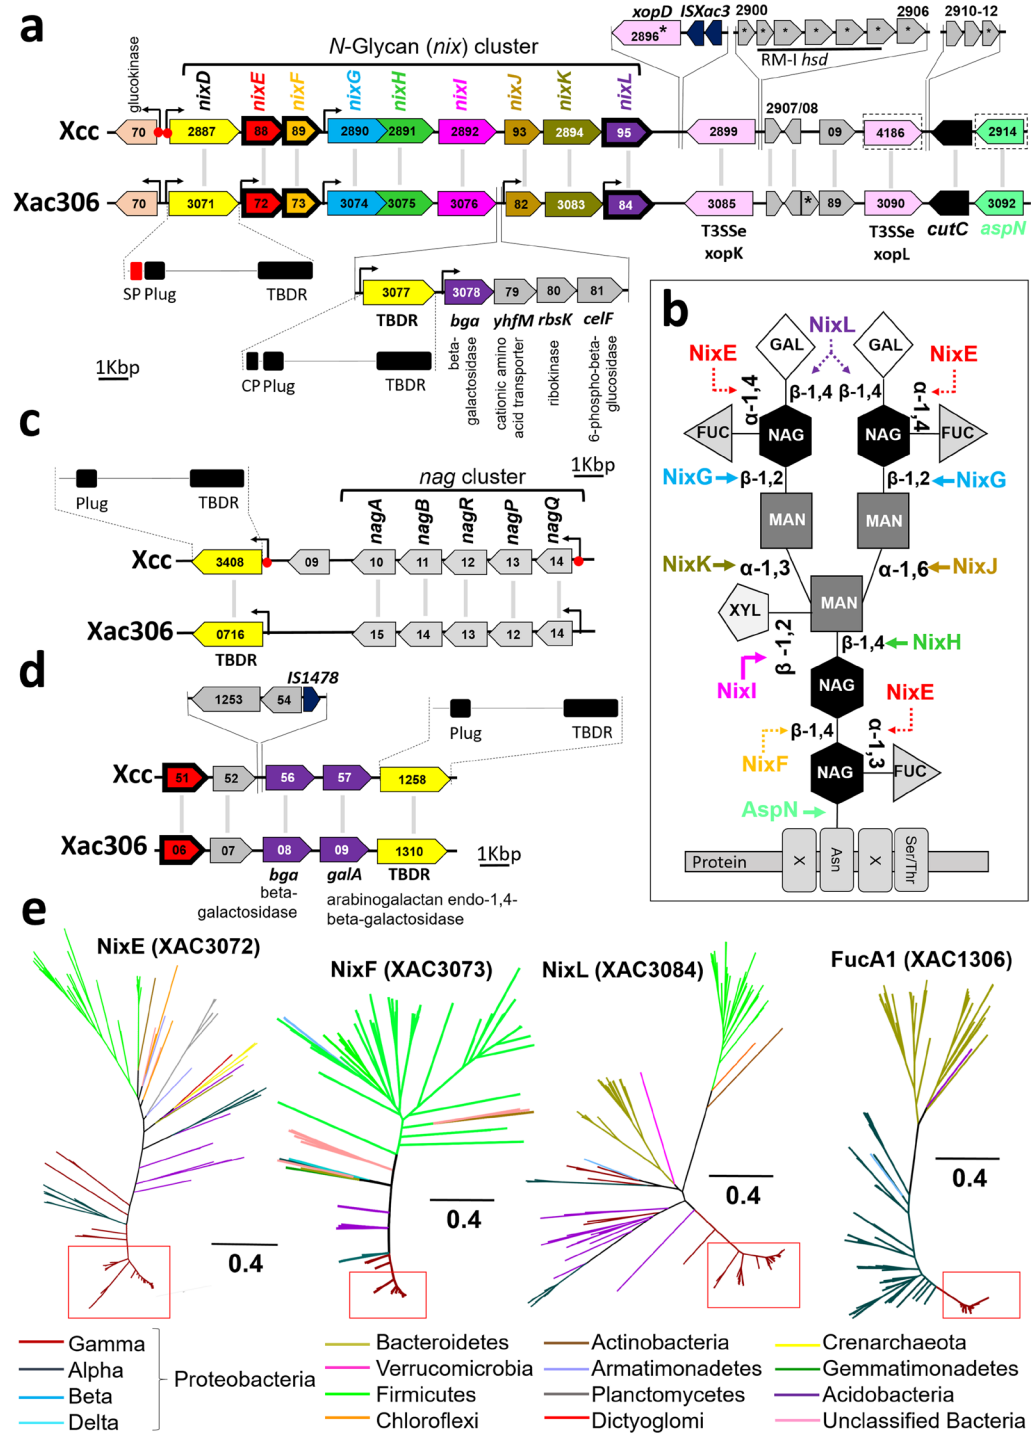 a
xopD
ISXac3
2900
2906
2910-12
2896*
*
*
*
*
*
*
RM-I hsd
N-Glycan (nix) cluster
glucokinase
nixD
nixE
nixF
nixG
nixH
nixI
nixJ
nixK
nixL
2907/08
Xcc
70
2887
88
89
2890
2891
2892
93
2894
95
2899
09
4186
2914
Xac306
70
3071
72
73
3074
3075
3076
82
3083
84
3085
*
89
3090
3092
T3SSe
xopK
T3SSe
xopL
cutC
aspN
SP
Plug
TBDR
3077
3078
79
80
81
TBDR
bga
yhfM
rbsK
celF
beta-
galactosidase
cationic amino
acid transporter
ribokinase
6-phospho-beta-
glucosidase
CP
Plug
TBDR
1Kbp
b
NixL
GAL
GAL
NixE
NixE
α-1,4
β-1,4
β-1,4
α-1,4
FUC
NAG
NAG
FUC
NixG
β-1,2
β-1,2
NixG
MAN
MAN
NixK
α-1,3
α-1,6
NixJ
XYL
MAN
β -1,2
β-1,4
NixH
NixI
NAG
NixE
β-1,4
α-1,3
NixF
NAG
FUC
AspN
Protein
X
Asn
X
Ser/Thr
c
1Kbp
Plug
TBDR
nag cluster
nagA
nagB
nagR
nagP
nagQ
Xcc
3408
09
10
11
12
13
14
Xac306
0716
15
14
13
12
14
TBDR
d
IS1478
1253
54
Plug
TBDR
Xcc
51
52
56
57
1258
Xac306
06
07
08
09
1310
1Kbp
bga
galA
TBDR
beta-
galactosidase
arabinogalactan endo-1,4-
beta-galactosidase
e
NixE (XAC3072)
NixF (XAC3073)
NixL (XAC3084)
FucA1 (XAC1306)
0.4
0.4
0.4
0.4
Gamma
Alpha
Beta
Delta
Proteobacteria
Bacteroidetes
Verrucomicrobia
Firmicutes
Chloroflexi
Actinobacteria
Armatimonadetes
Planctomycetes
Dictyoglomi
Crenarchaeota
Gemmatimonadetes
Acidobacteria
Unclassified Bacteria